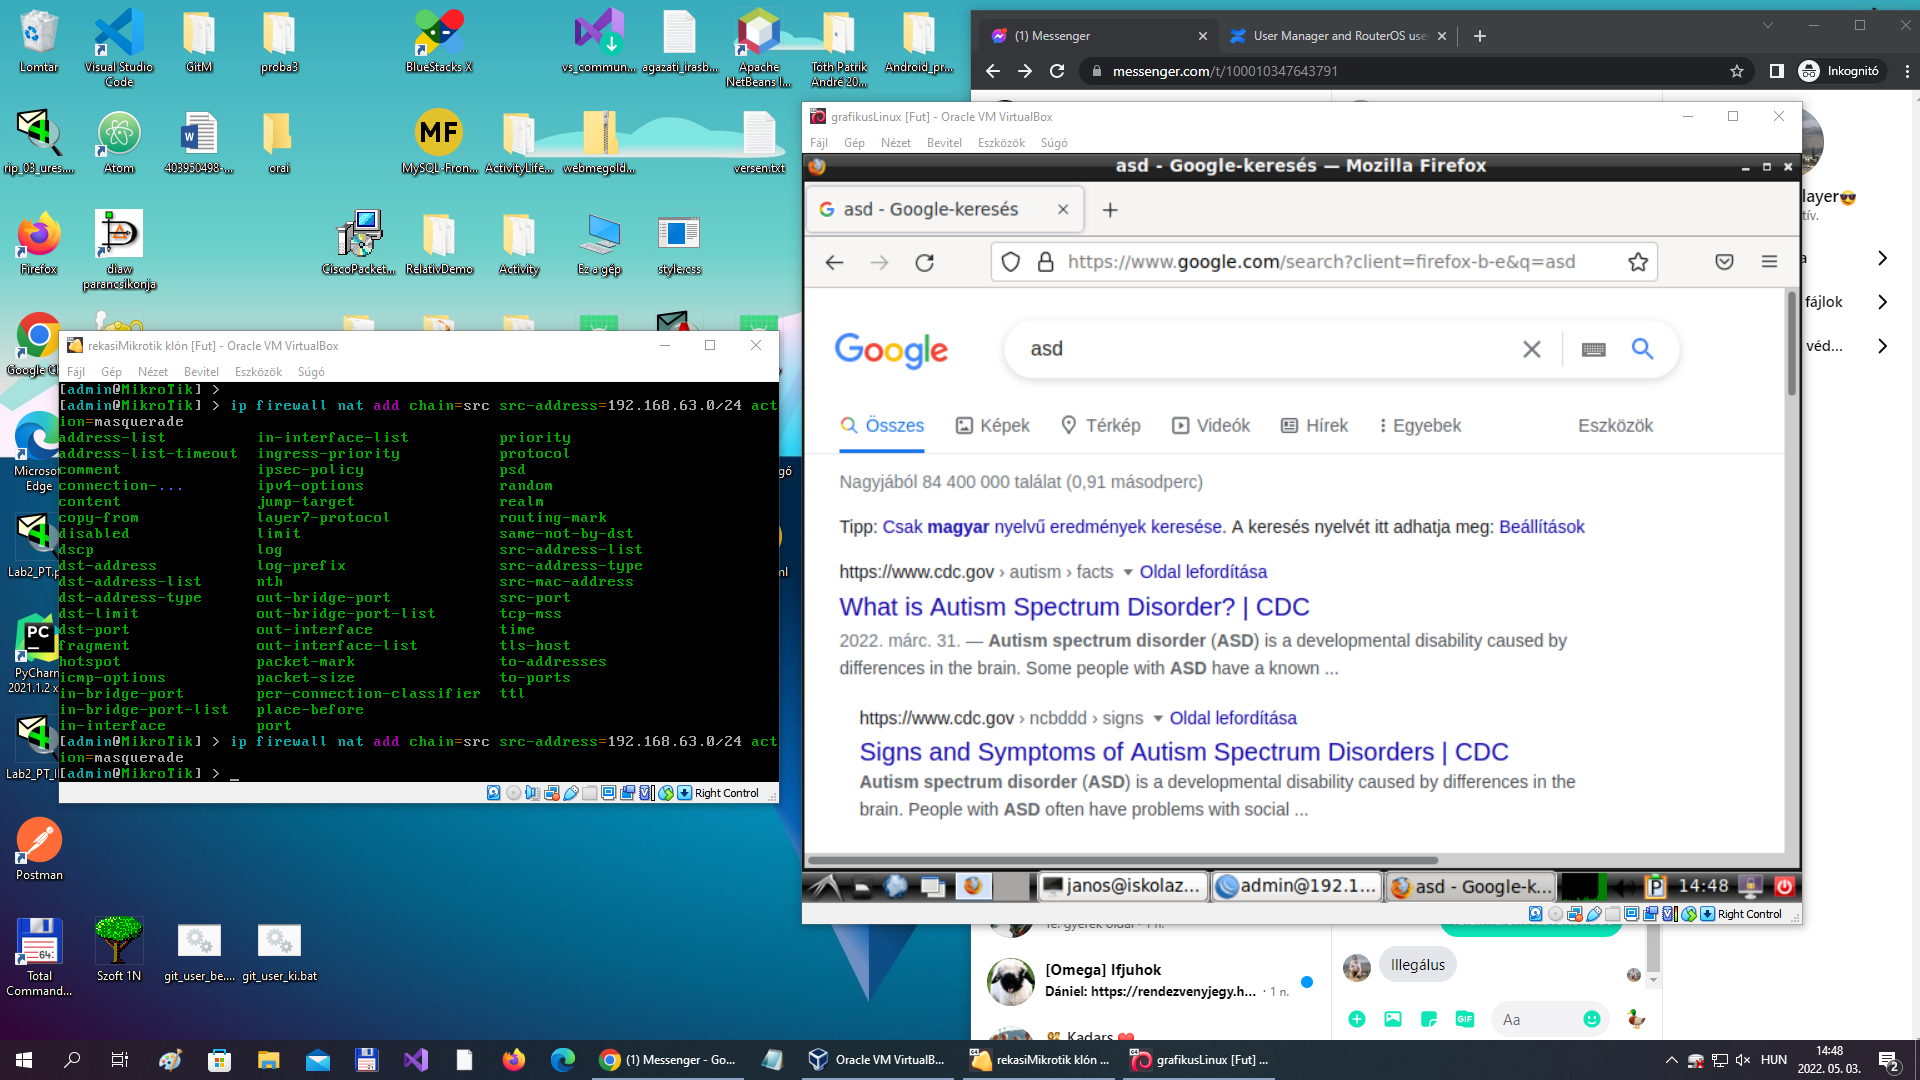 Lomtár
Visual Studio Code
GitM
proba3
BlueStacks X
vs_commun...
agazati_irasb...
Apache NetBeans I...
Tóth Patrik André 20...
Android_pr...
rip_03_ures....
Atom
403950498-...
orai
MySQL-Fron...
ActivityLife...
webmegold...
versen.txt
Firefox
diaw parancsikonja
CiscoPacket...
RelativDemo
Activity
Ez a gép
style.css
Postman
Total Command...
Szoft 1N
git_user_be....
git_user_ki.bat
rekasiMikrotik klón [Fut] - Oracle VM VirtualBox
Fájl Gép Nézet Bevitel Eszközök Súgó
[admin@MikroTik] >
[admin@MikroTik] > ip firewall nat add chain=src src-address=192.168.63.0/24 act
ion=masquerade
address-list in-interface-list priority
address-list-timeout ingress-priority protocol
comment ipsec-policy psd
connection-... ipv4-options random
content jump-target realm
copy-from layer7-protocol routing-mark
disabled limit same-not-by-dst
dscp log src-address-list
dst-address log-prefix src-address-type
dst-address-list nth src-mac-address
dst-address-type out-bridge-port src-port
dst-limit out-bridge-port-list tcp-mss
dst-port out-interface time
fragment out-interface-list tls-host
hotspot packet-mark to-addresses
icmp-options packet-size to-ports
in-bridge-port per-connection-classifier ttl
in-bridge-port-list place-before
in-interface port
[admin@MikroTik] > ip firewall nat add chain=src src-address=192.168.63.0/24 act
ion=masquerade
[admin@MikroTik] > _
Right Control
(1) Messenger
User Manager and RouterOS use
messenger.com/t/100010347643791
Inkognitó
grafikusLinux [Fut] - Oracle VM VirtualBox
Fájl Gép Nézet Bevitel Eszközök Súgó
asd - Google-keresés — Mozilla Firefox
asd - Google-keresés
https://www.google.com/search?client=firefox-b-e&q=asd
Google
asd
Összes Képek Térkép Videók Hírek Egyebek Eszközök
Nagyjából 84 400 000 találat (0,91 másodperc)
Tipp: Csak magyar nyelvű eredmények keresése. A keresés nyelvét itt adhatja meg: Beállítások
https://www.cdc.gov › autism › facts Oldal lefordítása
What is Autism Spectrum Disorder? | CDC
2022. márc. 31. — Autism spectrum disorder (ASD) is a developmental disability caused by
differences in the brain. Some people with ASD have a known ...
https://www.cdc.gov › ncbddd › signs Oldal lefordítása
Signs and Symptoms of Autism Spectrum Disorders | CDC
Autism spectrum disorder (ASD) is a developmental disability caused by differences in the
brain. People with ASD often have problems with social ...
janos@iskolaz...
admin@192.1...
asd - Google-k...
14:48
Right Control
layer
fájlok
véd...
[Omega] Ifjuhok
Dániel: https://rendezvenyjegy.h... · 1 n.
Kadars
Illegálus
GIF
Aa
(1) Messenger - Go...
Oracle VM VirtualB...
rekasiMikrotik klón ...
grafikusLinux [Fut] ...
HUN
14:48
2022. 05. 03.
2